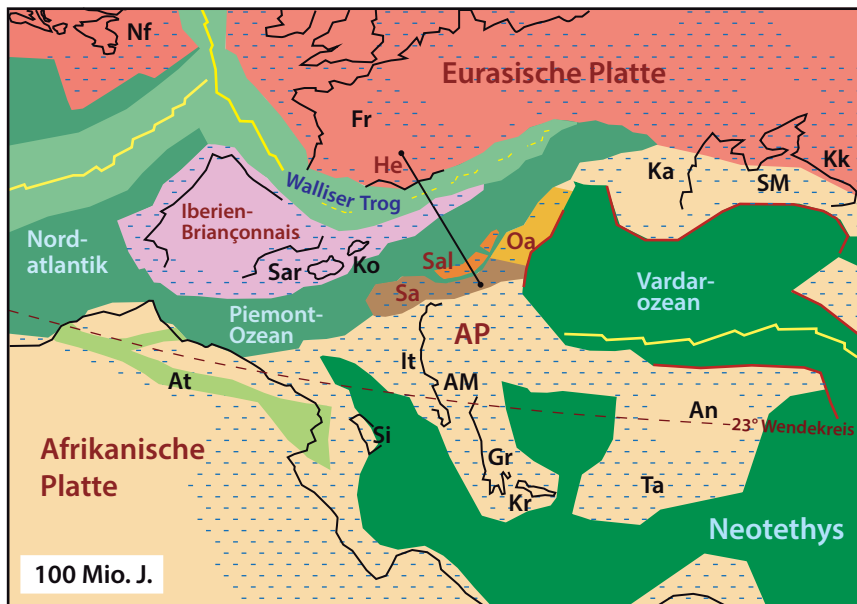 Nf
Eurasische Platte
Fr
He
Ka
Kk
SM
Walliser Trog
Iberien-
Briançonnais
Nord-
atlantik
Oa
Ko
Sar
Sal
Sa
Vardar-
ozean
Piemont-
Ozean
AP
It
At
AM
An
23° Wendekreis
Si
Afrikanische
Platte
Gr
Kr
Ta
Neotethys
100 Mio. J.